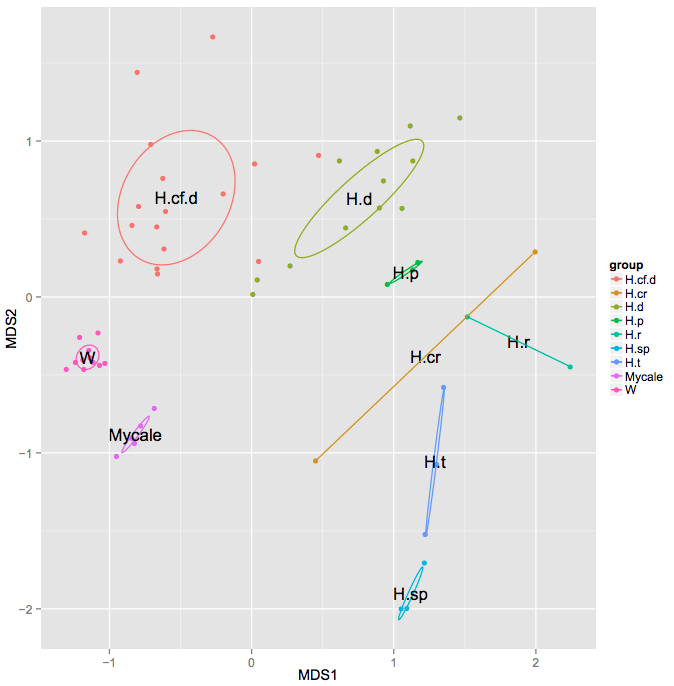 1
0
−1
−2
MDS2
−1
0
1
2
MDS1
H.cf.d
H.d
H.p
H.r
H.cr
W
Mycale
H.t
H.sp
group
H.cf.d
H.cr
H.d
H.p
H.r
H.sp
H.t
Mycale
W